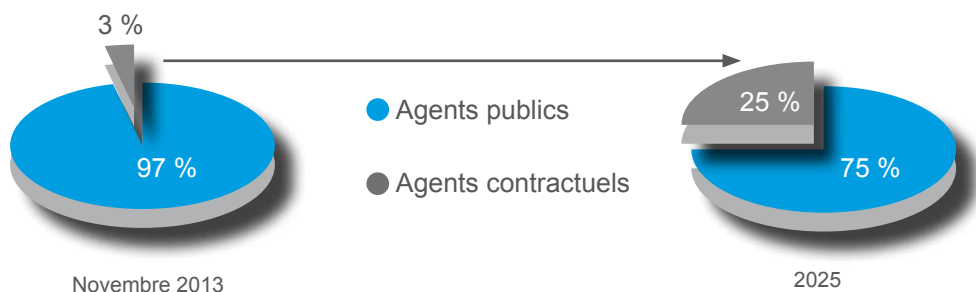 3 %
97 %
Novembre 2013
Agents publics
Agents contractuels
25 %
75 %
2025